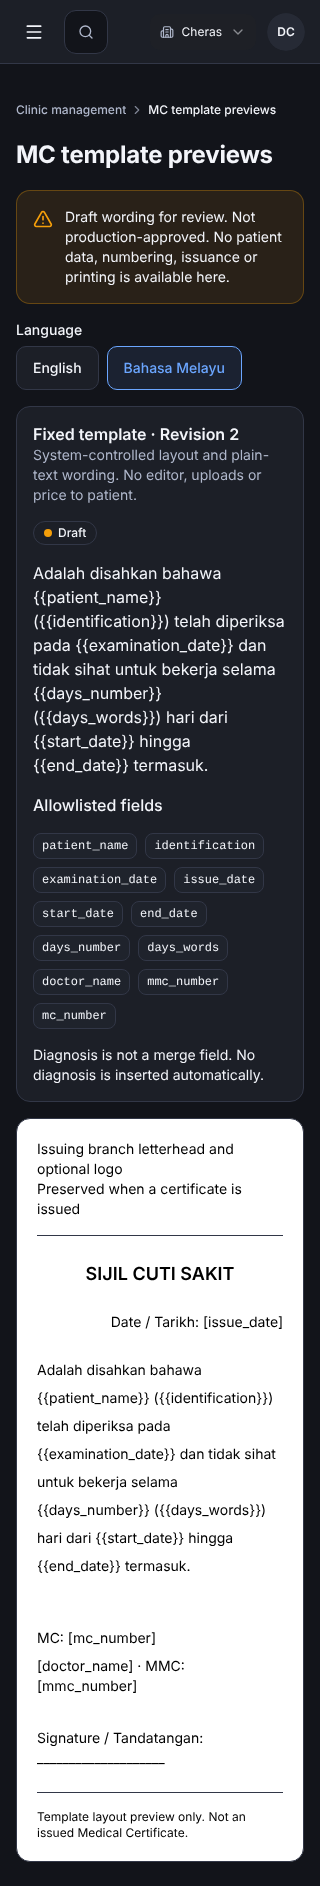 Cheras
DC
Clinic management > MC template previews
MC template previews
Draft wording for review. Not
production-approved. No patient
data, numbering, issuance or
printing is available here.
Language
English
Bahasa Melayu
Fixed template · Revision 2
System-controlled layout and plain-
text wording. No editor, uploads or
price to patient.
Draft
Adalah disahkan bahawa
{{patient_name}}
({{identification}}) telah diperiksa
pada {{examination_date}} dan
tidak sihat untuk bekerja selama
{{days_number}}
({{days_words}}) hari dari
{{start_date}} hingga
{{end_date}} termasuk.
Allowlisted fields
patient_name identification
examination_date issue_date
start_date end_date
days_number days_words
doctor_name mmc_number
mc_number
Diagnosis is not a merge field. No
diagnosis is inserted automatically.
Issuing branch letterhead and
optional logo
Preserved when a certificate is
issued
SIJIL CUTI SAKIT
Date / Tarikh: [issue_date]
Adalah disahkan bahawa
{{patient_name}} ({{identification}})
telah diperiksa pada
{{examination_date}} dan tidak sihat
untuk bekerja selama
{{days_number}} ({{days_words}})
hari dari {{start_date}} hingga
{{end_date}} termasuk.
MC: [mc_number]
[doctor_name] · MMC:
[mmc_number]
Signature / Tandatangan:
____________________
Template layout preview only. Not an
issued Medical Certificate.